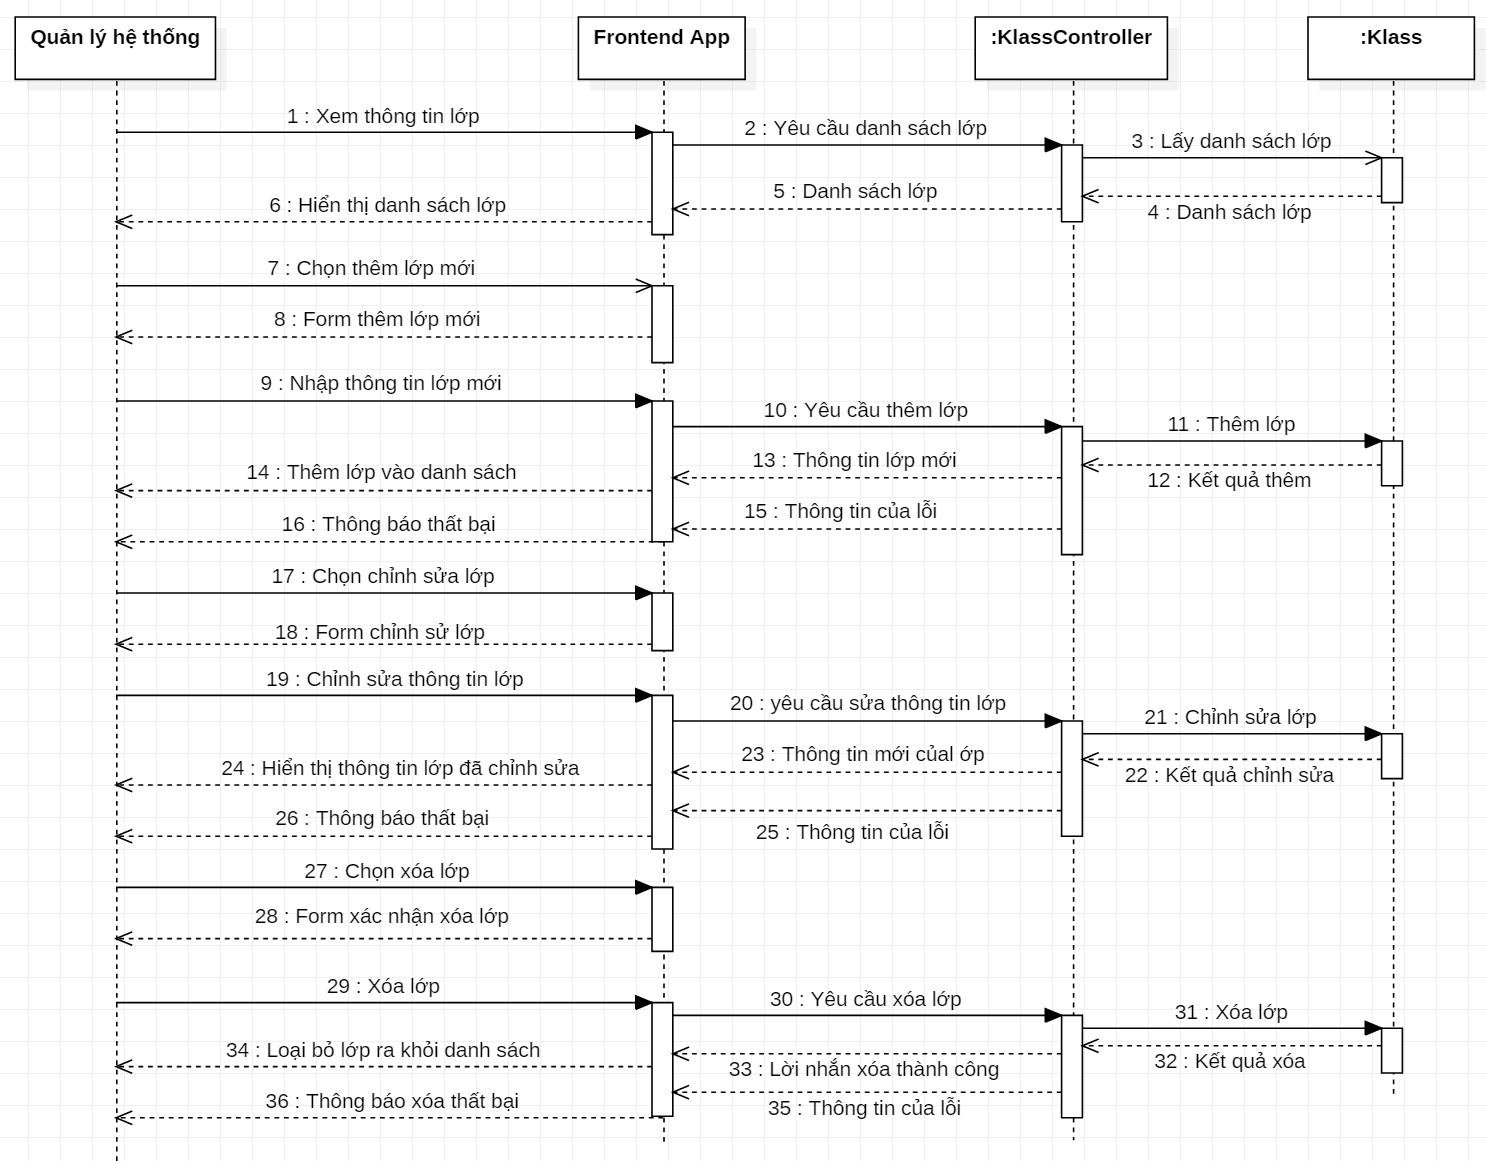 Quản lý hệ thống
Frontend App
:KlassController
:Klass
1 : Xem thông tin lớp
2 : Yêu cầu danh sách lớp
3 : Lấy danh sách lớp
4 : Danh sách lớp
5 : Danh sách lớp
6 : Hiển thị danh sách lớp
7 : Chọn thêm lớp mới
8 : Form thêm lớp mới
9 : Nhập thông tin lớp mới
10 : Yêu cầu thêm lớp
11 : Thêm lớp
12 : Kết quả thêm
13 : Thông tin lớp mới
14 : Thêm lớp vào danh sách
15 : Thông tin của lỗi
16 : Thông báo thất bại
17 : Chọn chỉnh sửa lớp
18 : Form chỉnh sử lớp
19 : Chỉnh sửa thông tin lớp
20 : yêu cầu sửa thông tin lớp
21 : Chỉnh sửa lớp
22 : Kết quả chỉnh sửa
23 : Thông tin mới củal ớp
24 : Hiển thị thông tin lớp đã chỉnh sửa
25 : Thông tin của lỗi
26 : Thông báo thất bại
27 : Chọn xóa lớp
28 : Form xác nhận xóa lớp
29 : Xóa lớp
30 : Yêu cầu xóa lớp
31 : Xóa lớp
32 : Kết quả xóa
33 : Lời nhắn xóa thành công
34 : Loại bỏ lớp ra khỏi danh sách
35 : Thông tin của lỗi
36 : Thông báo xóa thất bại